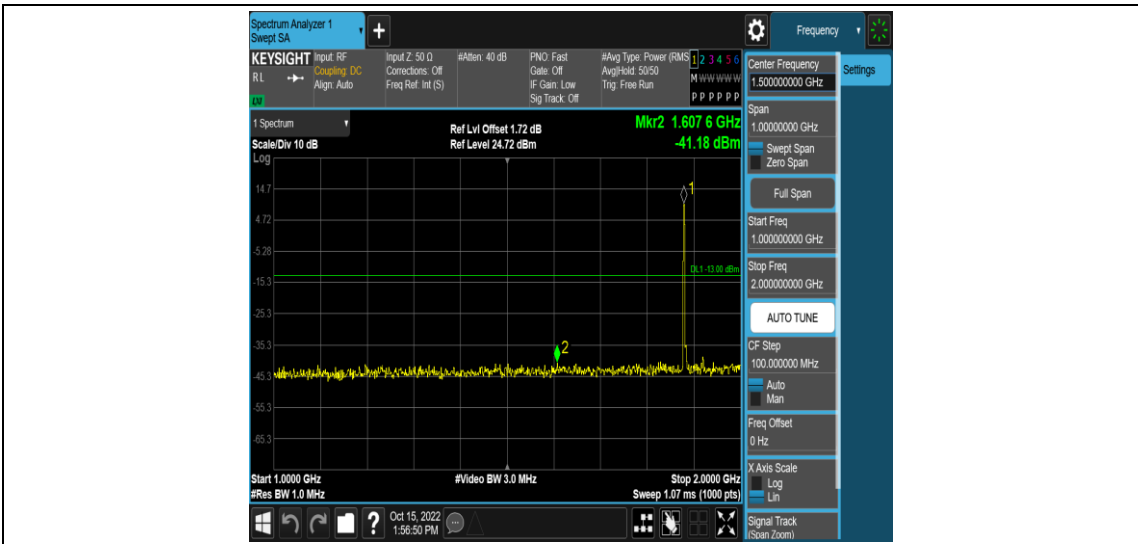 Spectrum Analyzer 1
Swept SA
Frequency
KEYSIGHT
RL
Input: RF
Coupling: DC
Align: Auto
Input Z: 50 Ω
Corrections: Off
Freq Ref: Int (S)
#Atten: 40 dB
PNO: Fast
Gate: Off
IF Gain: Low
Sig Track: Off
#Avg Type: Power (RMS
Avg|Hold: 50/50
Trig: Free Run
1 2 3 4 5 6
M W W W W W
P P P P P P
1 Spectrum
Scale/Div 10 dB
Log
Ref Lvl Offset 1.72 dB
Ref Level 24.72 dBm
Mkr2 1.607 6 GHz
-41.18 dBm
14.7
4.72
-5.28
-15.3
-25.3
-35.3
-45.3
-55.3
-65.3
1
DL1 -13.00 dBm
2
Start 1.0000 GHz
#Res BW 1.0 MHz
#Video BW 3.0 MHz
Stop 2.0000 GHz
Sweep 1.07 ms (1000 pts)
Oct 15, 2022
1:56:50 PM
Settings
Center Frequency
1.500000000 GHz
Span
1.00000000 GHz
Swept Span
Zero Span
Full Span
Start Freq
1.000000000 GHz
Stop Freq
2.000000000 GHz
AUTO TUNE
CF Step
100.000000 MHz
Auto
Man
Freq Offset
0 Hz
X Axis Scale
Log
Lin
Signal Track
(Span Zoom)